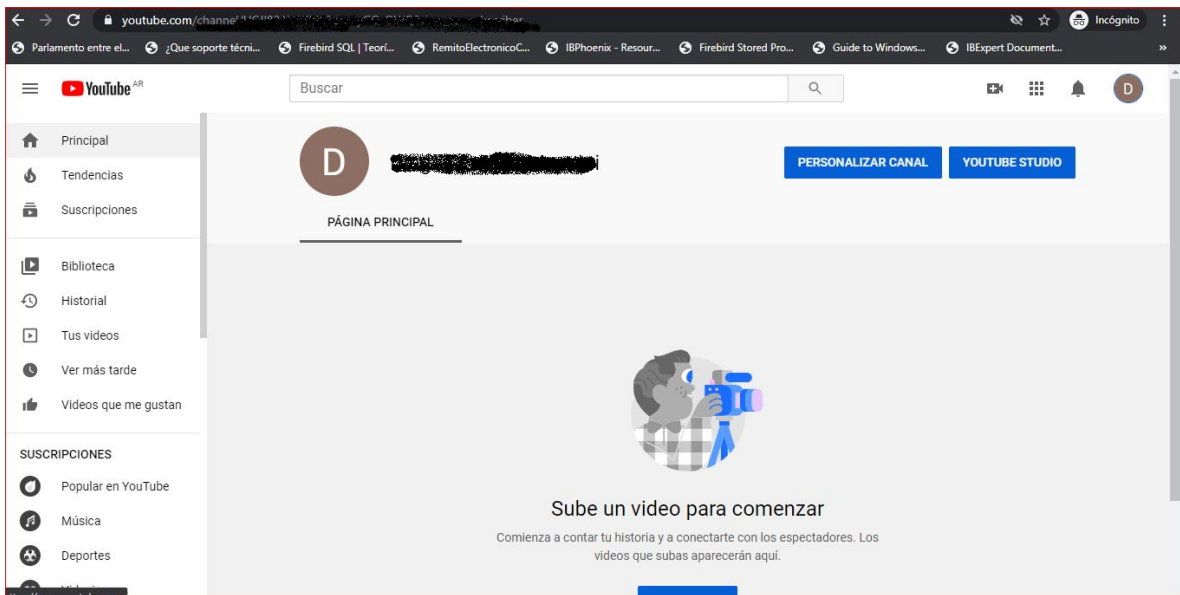 youtube.com/channel
Incógnito
Parlamento entre el... ¿Que soporte técni... Firebird SQL | Teorí... RemitoElectronicoC... IBPhoenix - Resour... Firebird Stored Pro... Guide to Windows... IBExpert Document... »
YouTube AR
Buscar
D
Principal
Tendencias
Suscripciones
D
PERSONALIZAR CANAL
YOUTUBE STUDIO
PÁGINA PRINCIPAL
Biblioteca
Historial
Tus videos
Ver más tarde
Videos que me gustan
SUSCRIPCIONES
Popular en YouTube
Música
Deportes
Sube un video para comenzar
Comienza a contar tu historia y a conectarte con los espectadores. Los
videos que subas aparecerán aquí.